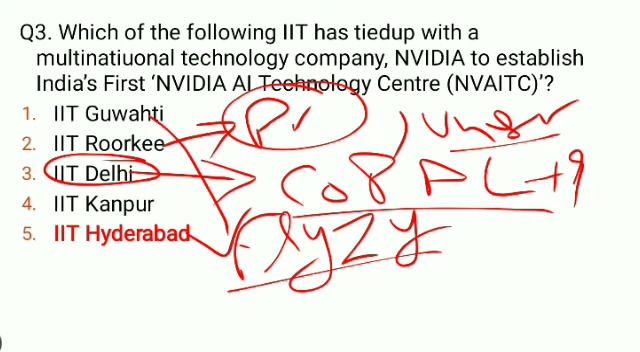 Q3. Which of the following IIT has tiedup with a
multinatiuonal technology company, NVIDIA to establish
India's First 'NVIDIA AI Technology Centre (NVAITC)'?
1. IIT Guwahti
2. IIT Roorkee
3. IIT Delhi
4. IIT Kanpur
5. IIT Hyderabad